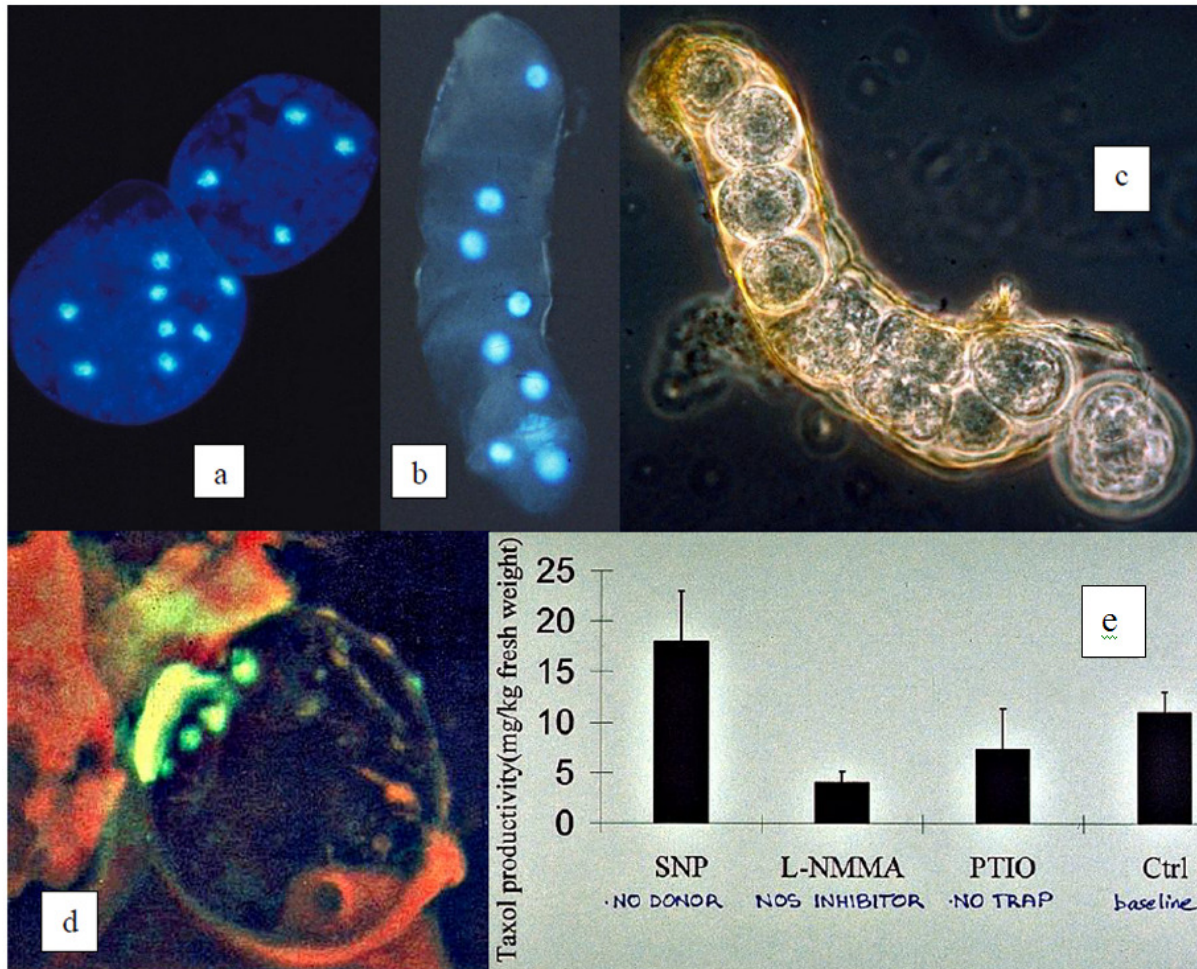 a
b
c
d
e
Taxol productivity(mg/kg fresh weight)
25
20
15
10
5
0
SNP L-NMMA PTIO Ctrl
·NO DONOR NOS INHIBITOR ·NO TRAP baseline